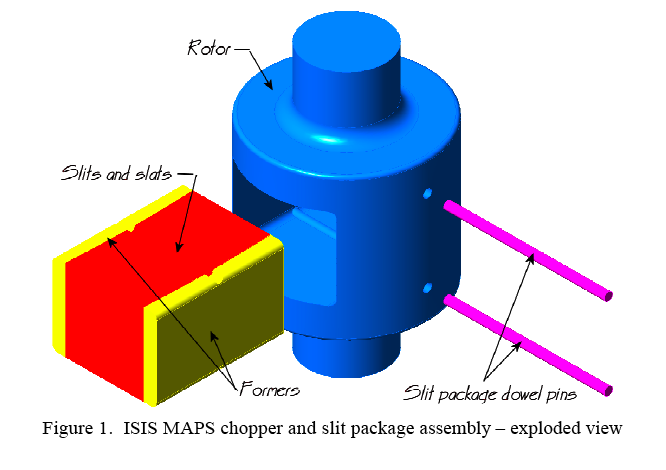 Rotor
Slits and slats
Formers
Slit package dowel pins
Figure 1. ISIS MAPS chopper and slit package assembly – exploded view